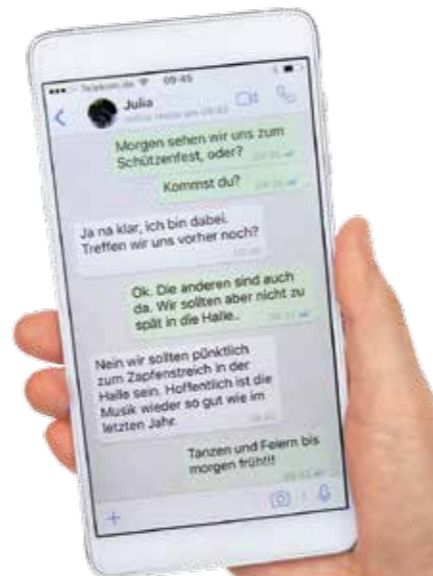 Telekom.de 09:45
Julia
Morgen sehen wir uns zum
Schützenfest, oder?
Kommst du?
Ja na klar, ich bin dabei.
Treffen wir uns vorher noch?
Ok. Die anderen sind auch
da. Wir sollten aber nicht zu
spät in die Halle..
Nein wir sollten pünktlich
zum Zapfenstreich in der
Halle sein. Hoffentlich ist die
Musik wieder so gut wie im
letzten Jahr.
Tanzen und Feiern bis
morgen früh!!!